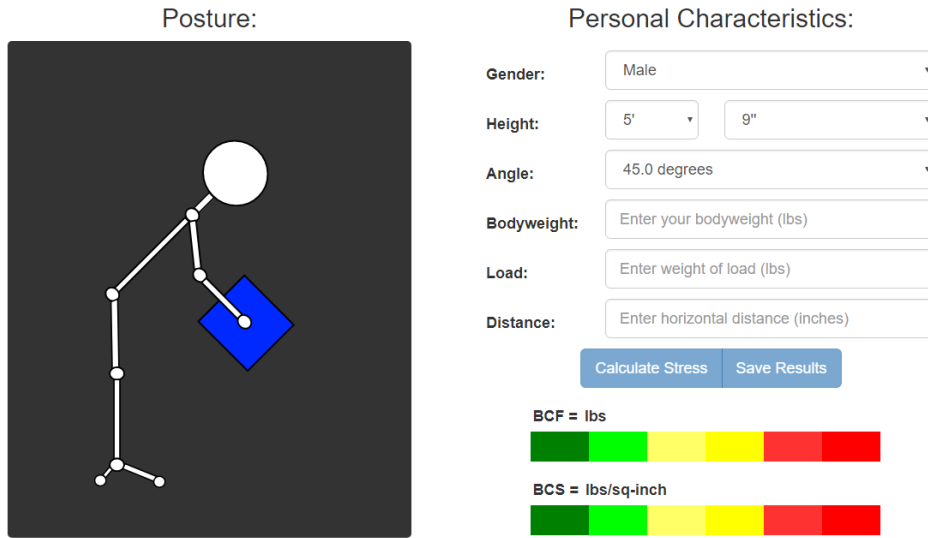 Posture:
Personal Characteristics:
Gender: Male
Height: 5' 9"
Angle: 45.0 degrees
Bodyweight: Enter your bodyweight (lbs)
Load: Enter weight of load (lbs)
Distance: Enter horizontal distance (inches)
Calculate Stress Save Results
BCF = lbs
BCS = lbs/sq-inch